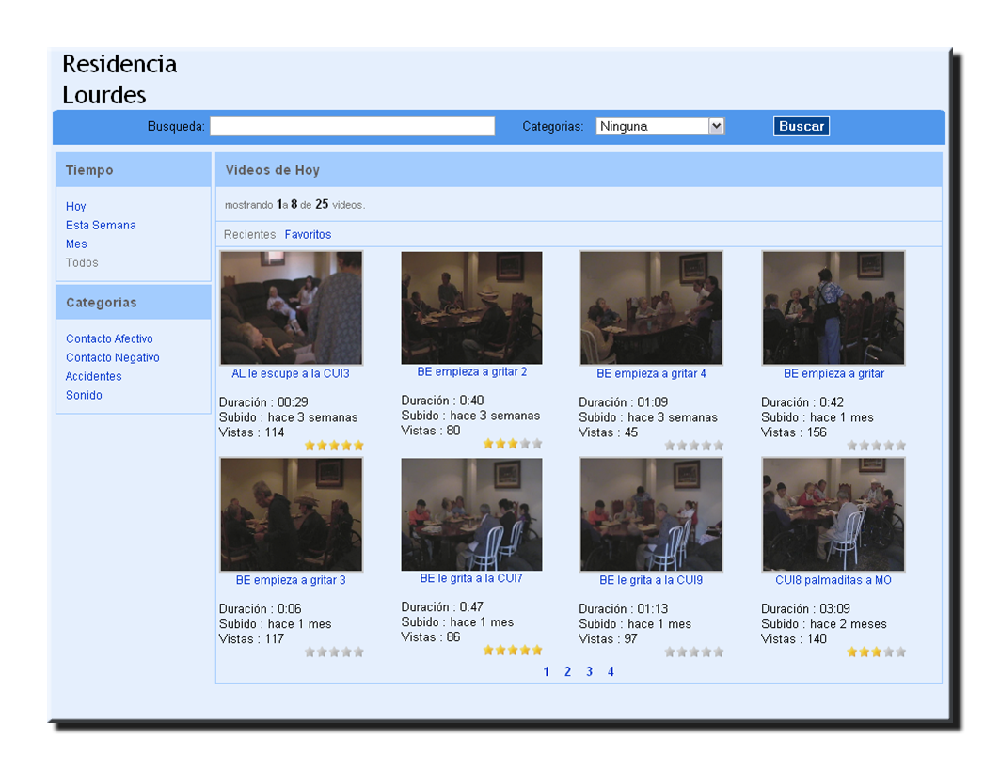 Residencia
Lourdes
Busqueda:
Categorias:
Ninguna
Buscar
Tiempo
Hoy
Esta Semana
Mes
Todos
Categorias
Contacto Afectivo
Contacto Negativo
Accidentes
Sonido
Videos de Hoy
mostrando 1a 8 de 25 videos.
Recientes Favoritos
AL le escupe a la CUI3
Duración : 00:29
Subido : hace 3 semanas
Vistas : 114
BE empieza a gritar 2
Duración : 0:40
Subido : hace 3 semanas
Vistas : 80
BE empieza a gritar 4
Duración : 01:09
Subido : hace 3 semanas
Vistas : 45
BE empieza a gritar
Duración : 0:42
Subido : hace 1 mes
Vistas : 156
BE empieza a gritar 3
Duración : 0:06
Subido : hace 1 mes
Vistas : 117
BE le grita a la CUI7
Duración : 0:47
Subido : hace 1 mes
Vistas : 86
BE le grita a la CUI9
Duración : 01:13
Subido : hace 1 mes
Vistas : 97
CUI8 palmaditas a MO
Duración : 03:09
Subido : hace 2 meses
Vistas : 140
1 2 3 4